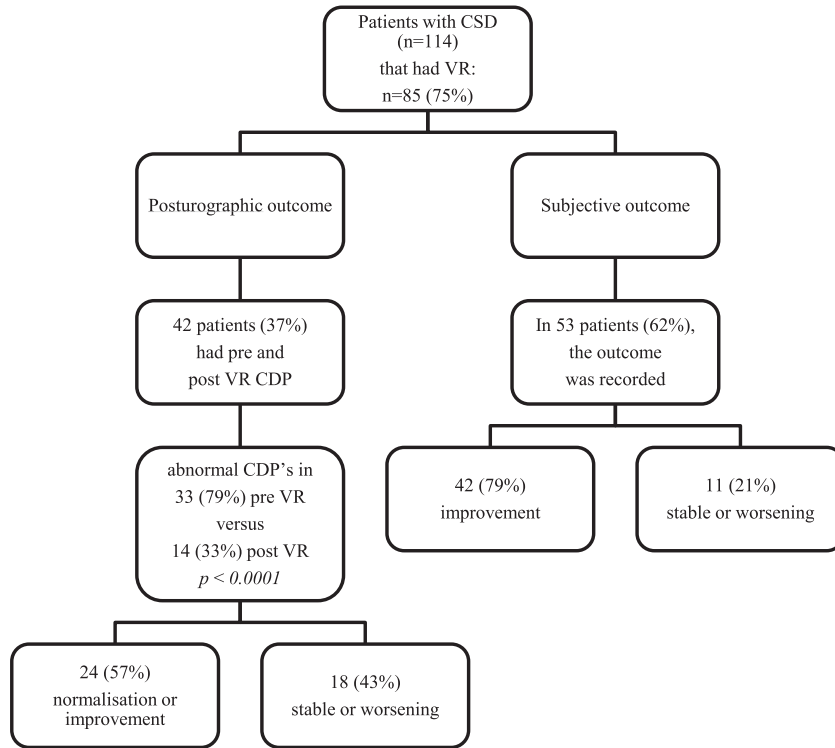 Patients with CSD
(n=114)
that had VR:
n=85 (75%)
Posturographic outcome
Subjective outcome
42 patients (37%)
had pre and
post VR CDP
In 53 patients (62%),
the outcome
was recorded
abnormal CDP's in
33 (79%) pre VR
versus
14 (33%) post VR
p < 0.0001
42 (79%)
improvement
11 (21%)
stable or worsening
24 (57%)
normalisation or
improvement
18 (43%)
stable or worsening